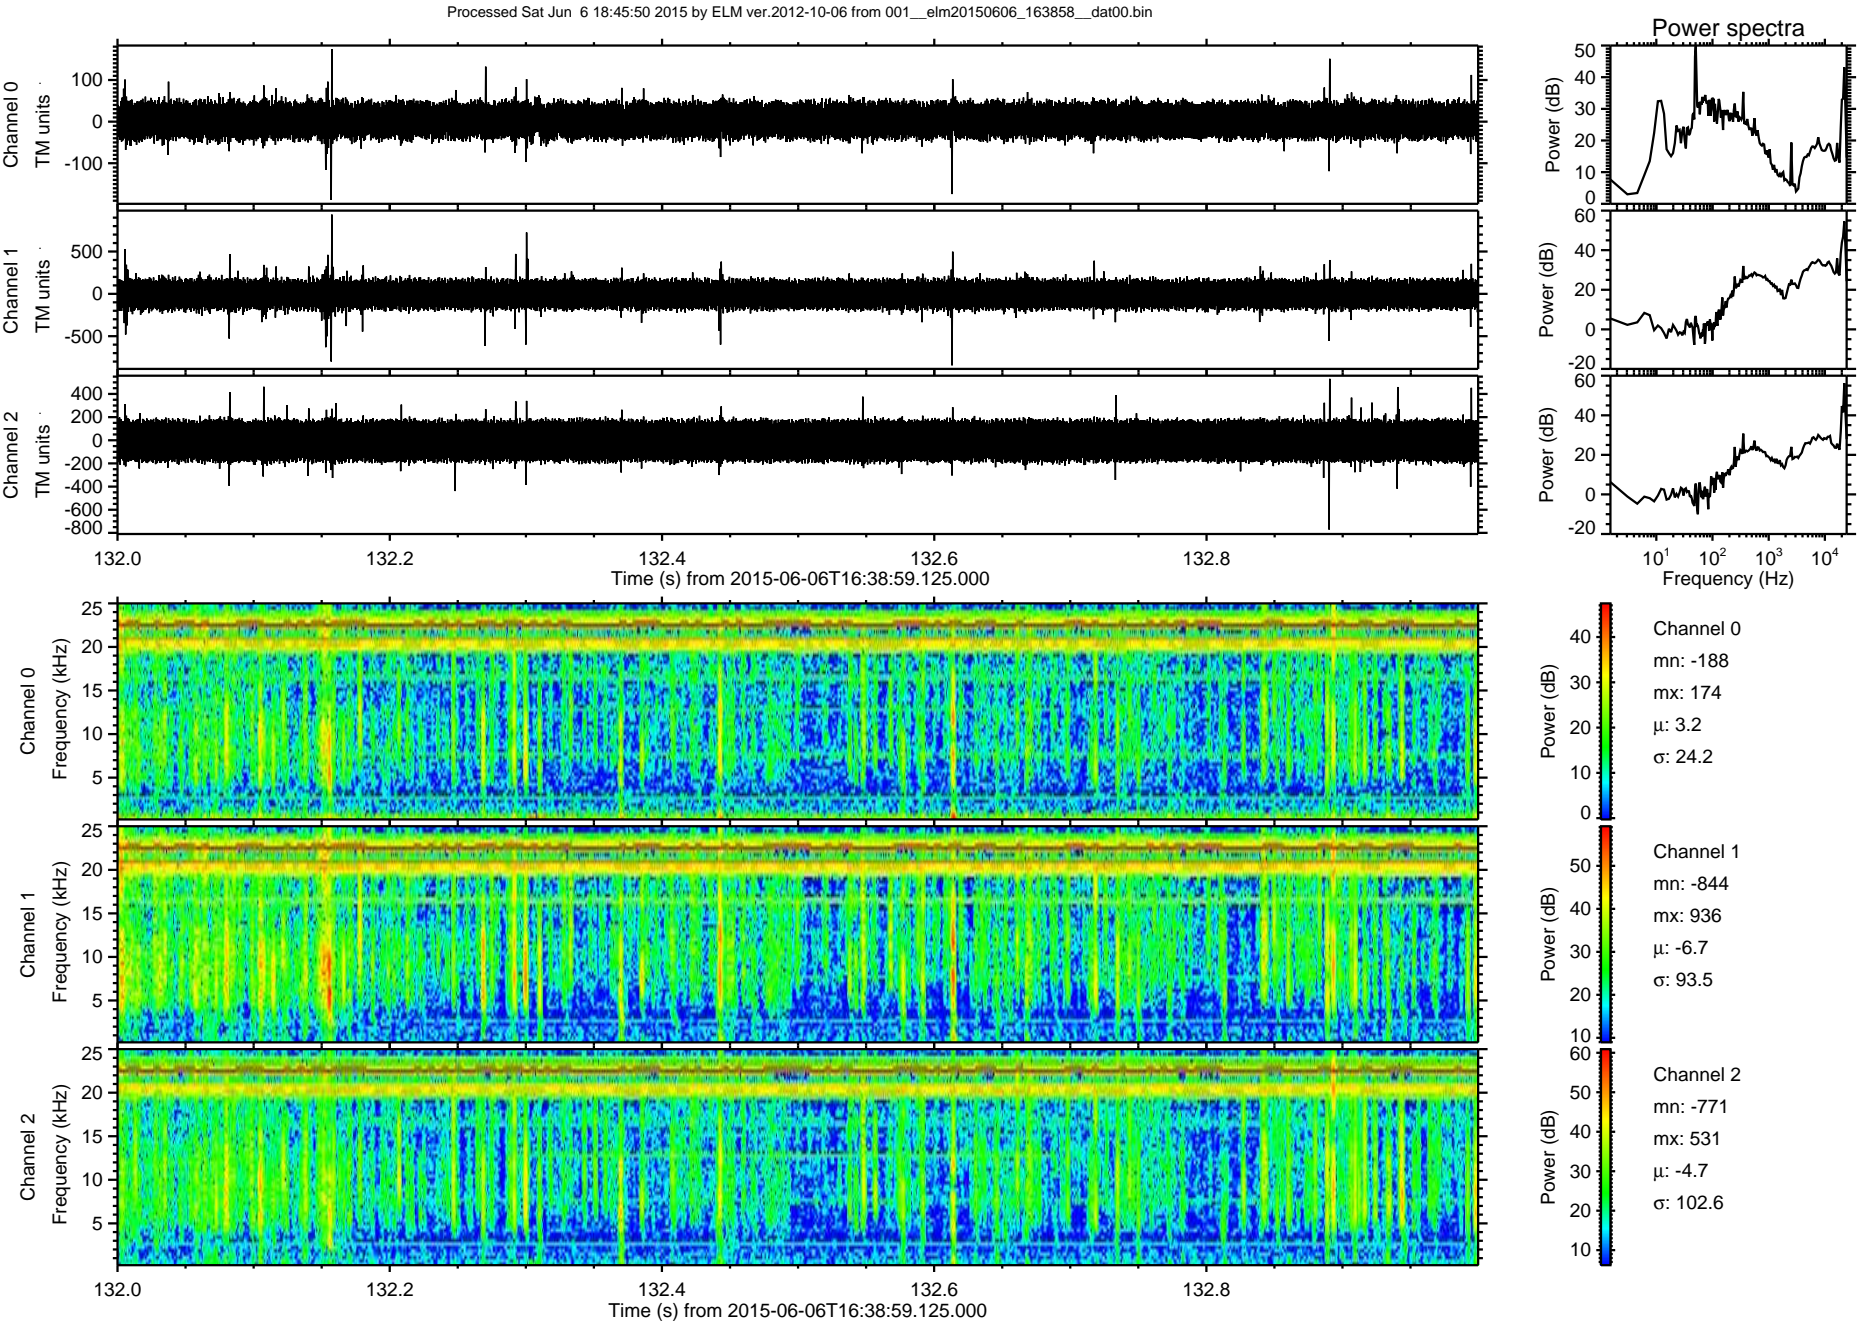 Processed Sat Jun  6 18:45:50 2015 by ELM ver.2012-10-06 from 001__elm20150606_163858__dat00.bin
Power spectra
Channel 0
TM units
100
0
-100
Power (dB)
50
40
30
20
10
0
Channel 1
TM units
500
0
-500
Power (dB)
60
40
20
0
-20
Channel 2
TM units
400
200
0
-200
-400
-600
-800
Power (dB)
60
40
20
0
-20
132.0 132.2 132.4 132.6 132.8
Time (s) from 2015-06-06T16:38:59.125.000
10^1 10^2 10^3 10^4
Frequency (Hz)
Channel 0
Frequency (kHz)
25
20
15
10
5
Power (dB)
40
30
20
10
0
Channel 0
mn: -188
mx: 174
μ: 3.2
σ: 24.2
Channel 1
Frequency (kHz)
25
20
15
10
5
Power (dB)
50
40
30
20
10
Channel 1
mn: -844
mx: 936
μ: -6.7
σ: 93.5
Channel 2
Frequency (kHz)
25
20
15
10
5
Power (dB)
60
50
40
30
20
10
Channel 2
mn: -771
mx: 531
μ: -4.7
σ: 102.6
132.0 132.2 132.4 132.6 132.8
Time (s) from 2015-06-06T16:38:59.125.000